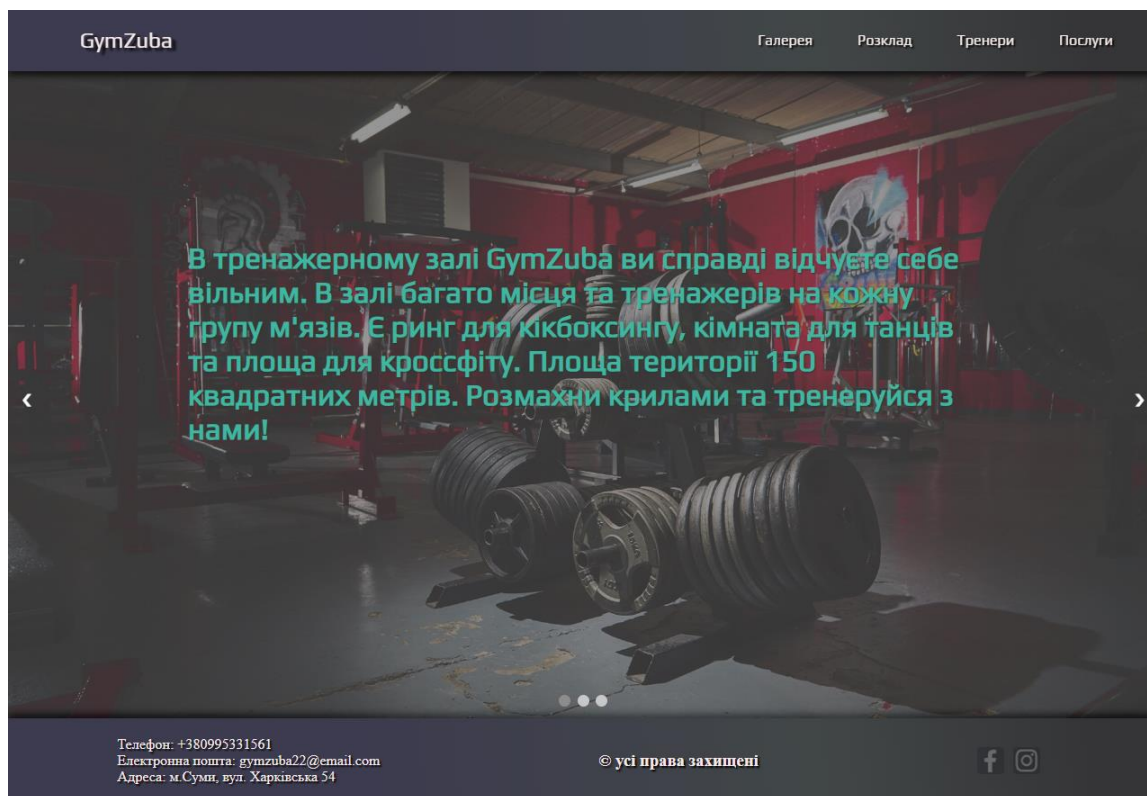 GymZuba
Галерея Розклад Тренери Послуги
В тренажерному залі GymZuba ви справді відчуєте себе
вільним. В залі багато місця та тренажерів на кожну
групу м'язів. Є ринг для кікбоксингу, кімната для танців
та площа для кроссфіту. Площа території 150
квадратних метрів. Розмахни крилами та тренеруйся з
нами!
Телефон: +380995331561
Електронна пошта: gymzuba22@email.com
Адреса: м.Суми, вул. Харківська 54
© усі права захищені